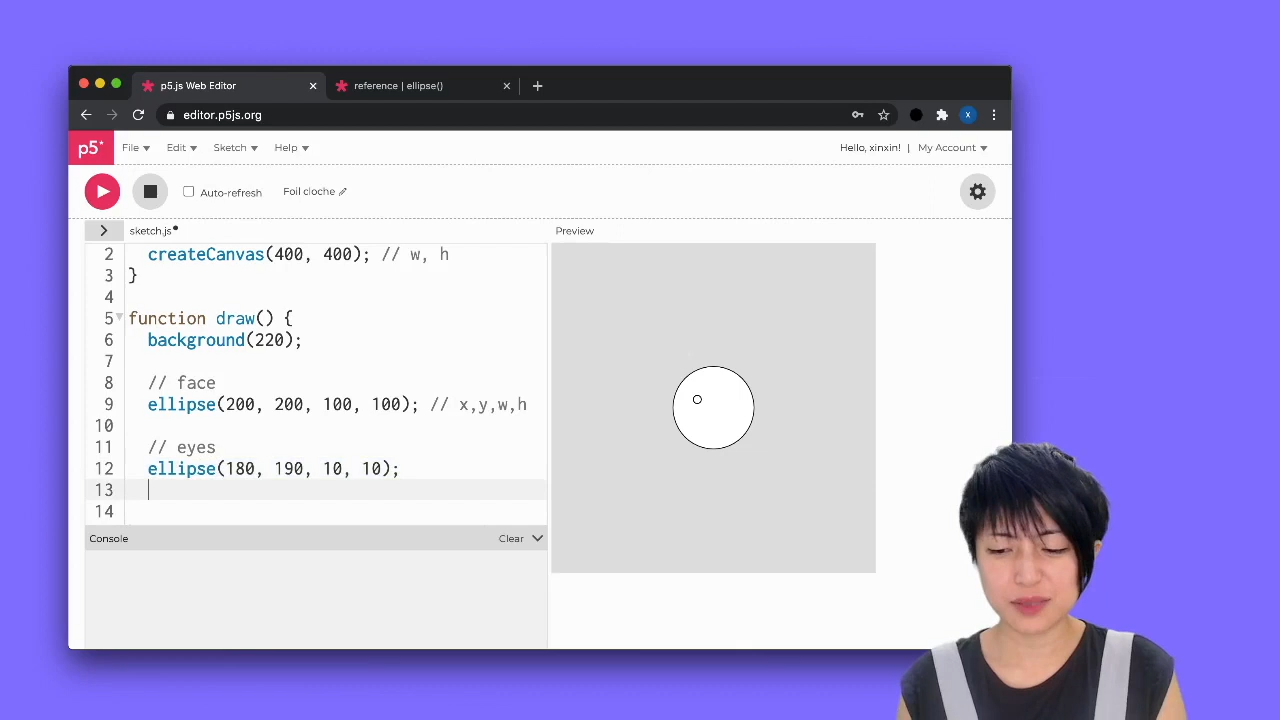 p5.js Web Editor
reference | ellipse()
editor.p5js.org
X
p5*
File
Edit
Sketch
Help
Hello, xinxin! | My Account
Auto-refresh
Foil cloche
sketch.js
Preview
2 createCanvas(400, 400); // w, h
3 }
4
5 function draw() {
6 background(220);
7
8 // face
9 ellipse(200, 200, 100, 100); // x,y,w,h
10
11 // eyes
12 ellipse(180, 190, 10, 10);
13
14
Console
Clear